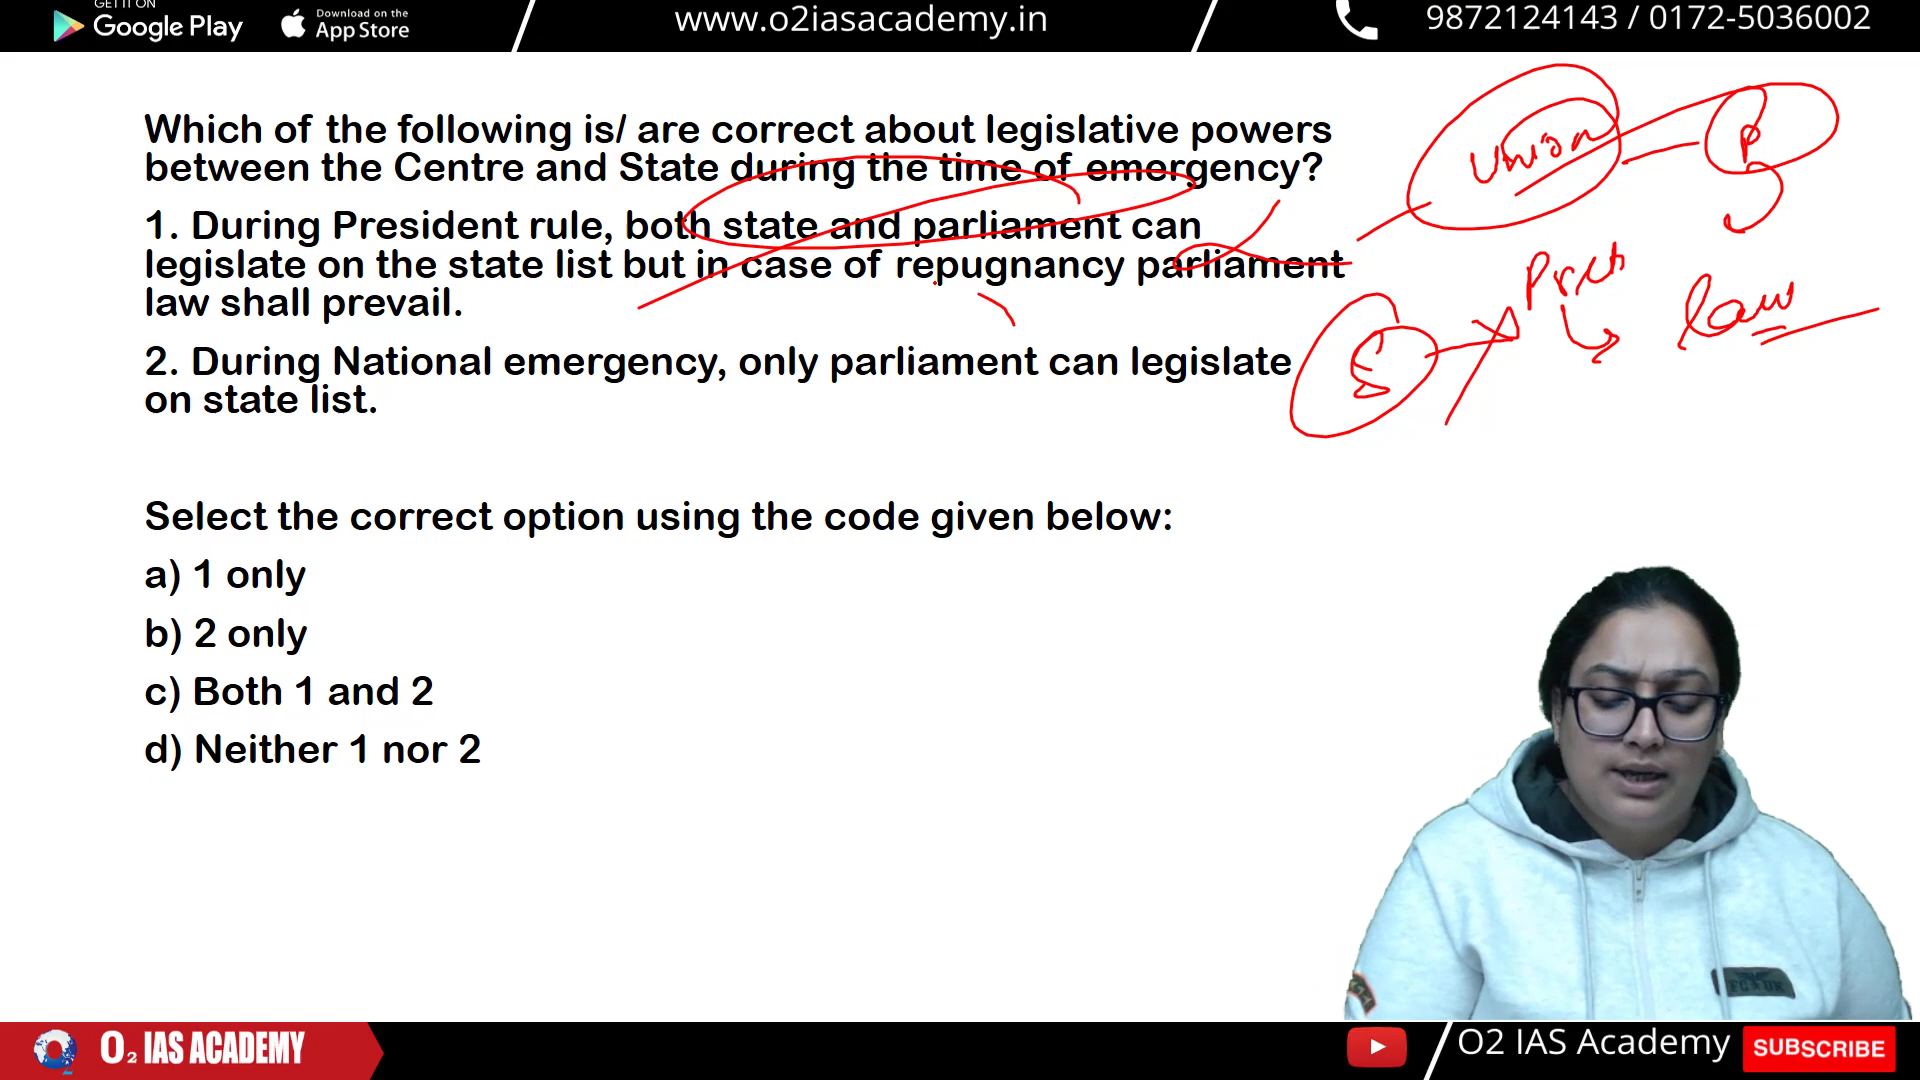 GET IT ON
Google Play
Download on the
App Store
www.o2iasacademy.in
9872124143 / 0172-5036002
Which of the following is/ are correct about legislative powers
between the Centre and State during the time of emergency?
1. During President rule, both state and parliament can
legislate on the state list but in case of repugnancy parliament
law shall prevail.
2. During National emergency, only parliament can legislate
on state list.
Union
P
law
S
Select the correct option using the code given below:
a) 1 only
b) 2 only
c) Both 1 and 2
d) Neither 1 nor 2
O2 IAS ACADEMY
O2 IAS Academy
SUBSCRIBE